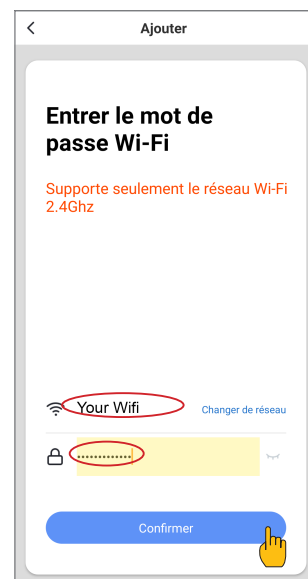 Ajouter
Entrer le mot de
passe Wi-Fi
Supporte seulement le réseau Wi-Fi
2.4Ghz
Your Wifi
Changer de réseau
•••••••••••••
Confirmer